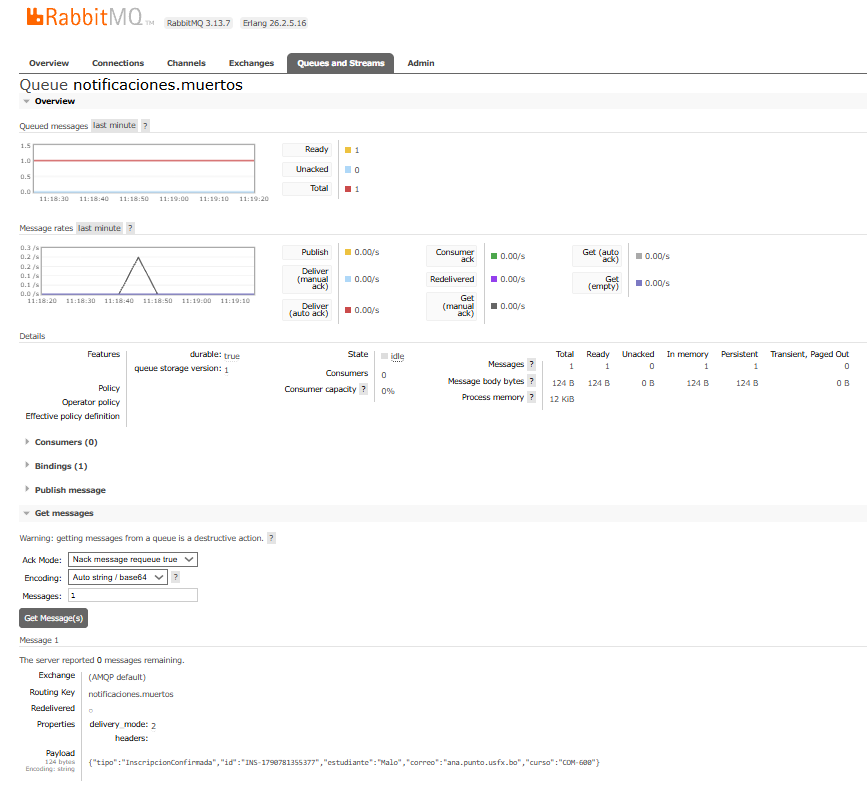 RabbitMQ TM RabbitMQ 3.13.7 Erlang 26.2.5.16
Overview Connections Channels Exchanges Queues and Streams Admin
Queue notificaciones.muertos
Overview
Queued messages last minute ?
1.5
1.0
0.5
0.0
11:18:30 11:18:40 11:18:50 11:19:00 11:19:10 11:19:20
Ready 1
Unacked 0
Total 1
Message rates last minute ?
0.3 /s
0.2 /s
0.2 /s
0.1 /s
0.1 /s
0.0 /s
11:18:20 11:18:30 11:18:40 11:18:50 11:19:00 11:19:10
Publish 0.00/s
Deliver (manual ack) 0.00/s
Deliver (auto ack) 0.00/s
Consumer ack 0.00/s
Redelivered 0.00/s
Get (manual ack) 0.00/s
Get (auto ack) 0.00/s
Get (empty) 0.00/s
Details
Features durable: true
queue storage version: 1
Policy
Operator policy
Effective policy definition
State idle
Consumers 0
Consumer capacity ? 0%
Total Ready Unacked In memory Persistent Transient, Paged Out
Messages ? 1 1 0 1 1 0
Message body bytes ? 124 B 124 B 0 B 124 B 124 B 0 B
Process memory ? 12 KiB
Consumers (0)
Bindings (1)
Publish message
Get messages
Warning: getting messages from a queue is a destructive action. ?
Ack Mode: Nack message requeue true
Encoding: Auto string / base64 ?
Messages: 1
Get Message(s)
Message 1
The server reported 0 messages remaining.
Exchange (AMQP default)
Routing Key notificaciones.muertos
Redelivered ○
Properties delivery_mode: 2
headers:
Payload
124 bytes
Encoding: string
{"tipo":"InscripcionConfirmada","id":"INS-1790781355377","estudiante":"Malo","correo":"ana.punto.usfx.bo","curso":"COM-600"}